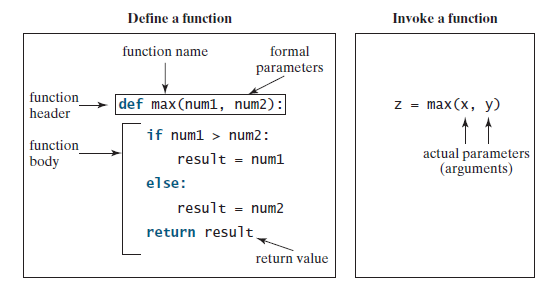 Define a function
function name
formal
parameters
function
header
def max(num1, num2):
function
body
if num1 > num2:
result = num1
else:
result = num2
return result
return value
Invoke a function
z = max(x, y)
actual parameters
(arguments)